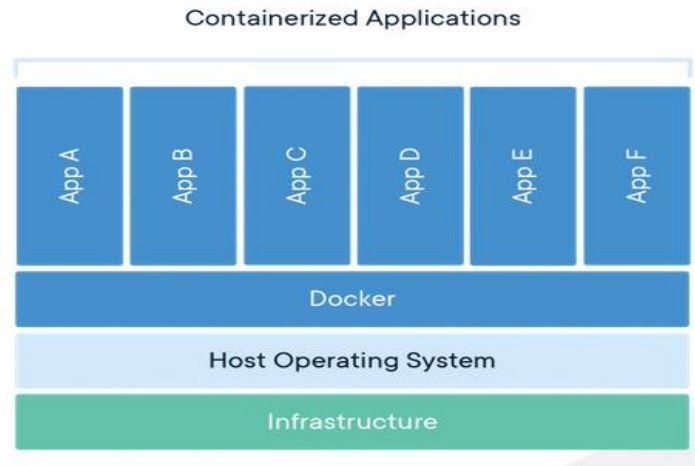 Containerized Applications
App A
App B
App C
App D
App E
App F
Docker
Host Operating System
Infrastructure